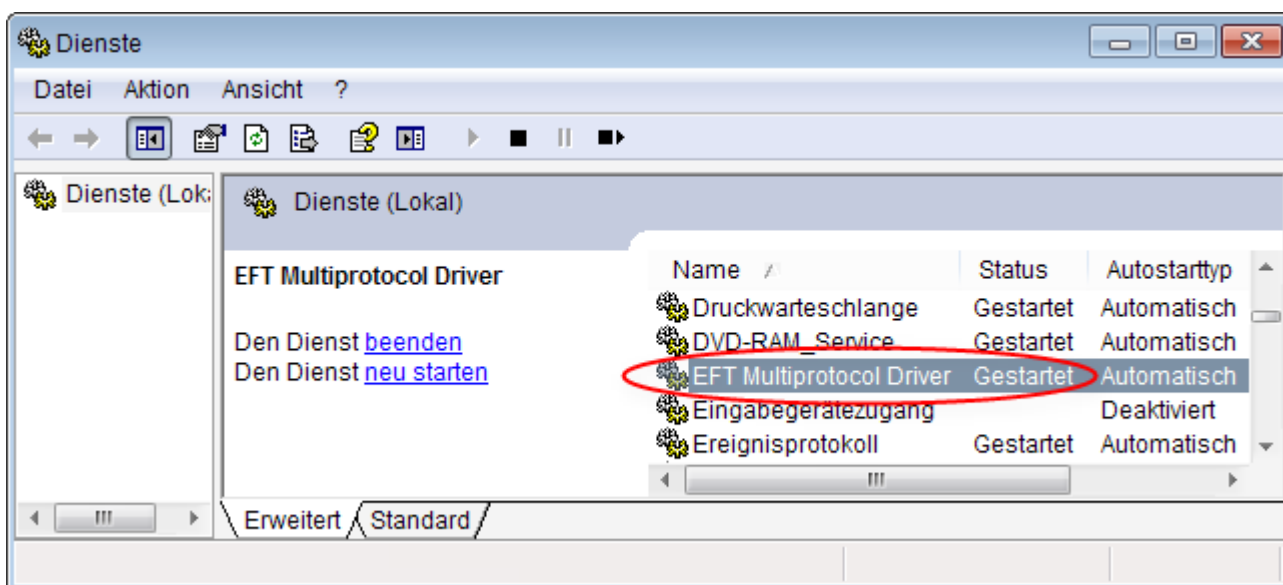 Dienste
Datei Aktion Ansicht ?
Dienste (Lok
Dienste (Lokal)
EFT Multiprotocol Driver
Den Dienst beenden
Den Dienst neu starten
Name Status Autostarttyp
Druckwarteschlange Gestartet Automatisch
DVD-RAM_Service Gestartet Automatisch
EFT Multiprotocol Driver Gestartet Automatisch
Eingabegerätezugang Deaktiviert
Ereignisprotokoll Gestartet Automatisch
Erweitert Standard